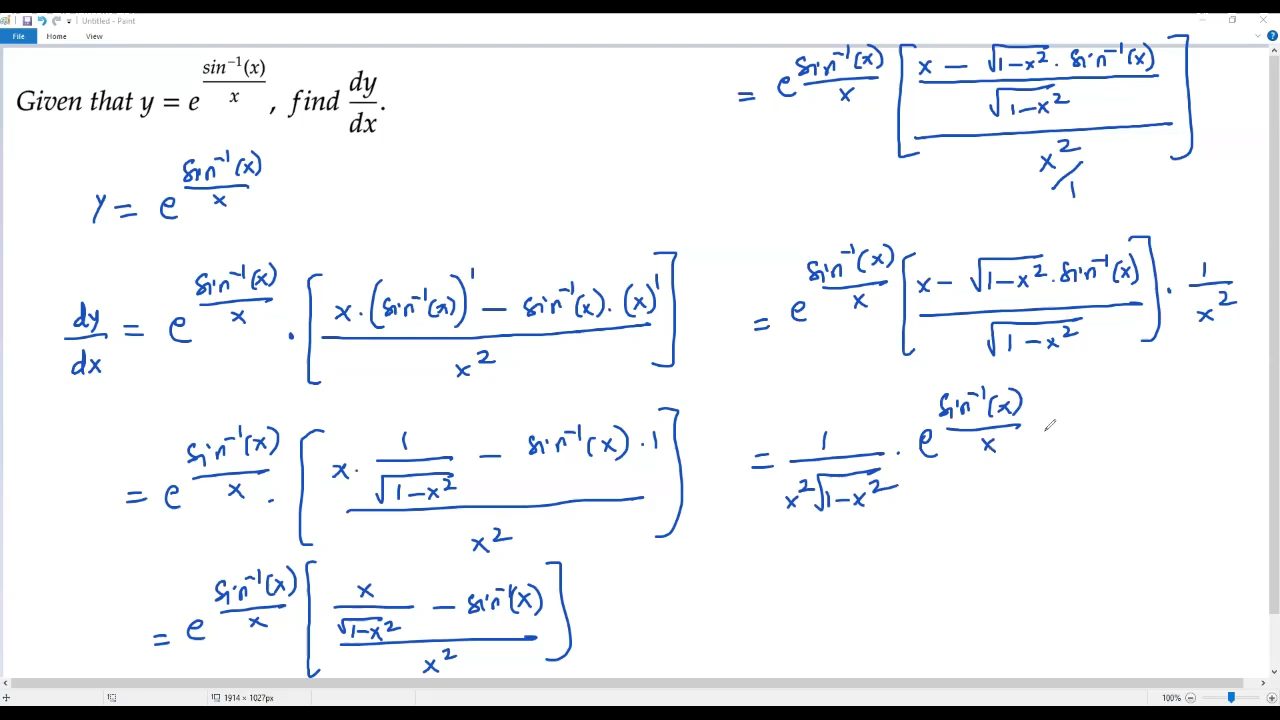 Untitled - Paint
File Home View
Given that y = e^(sin⁻¹(x)/x), find dy/dx.
y = e^(sin⁻¹(x)/x)
dy/dx = e^(sin⁻¹(x)/x) · [(x · (sin⁻¹(x))' − sin⁻¹(x) · (x)')/x²]
= e^(sin⁻¹(x)/x) · [(x · 1/√(1−x²) − sin⁻¹(x) · 1)/x²]
= e^(sin⁻¹(x)/x) [(x/√(1−x²) − sin⁻¹(x))/x²]
= e^(sin⁻¹(x)/x) [((x − √(1−x²) · sin⁻¹(x))/√(1−x²))/(x²/1)]
= e^(sin⁻¹(x)/x) [(x − √(1−x²) · sin⁻¹(x))/√(1−x²)] · 1/x²
= 1/(x²√(1−x²)) · e^(sin⁻¹(x)/x)
1914 × 1027px 100%